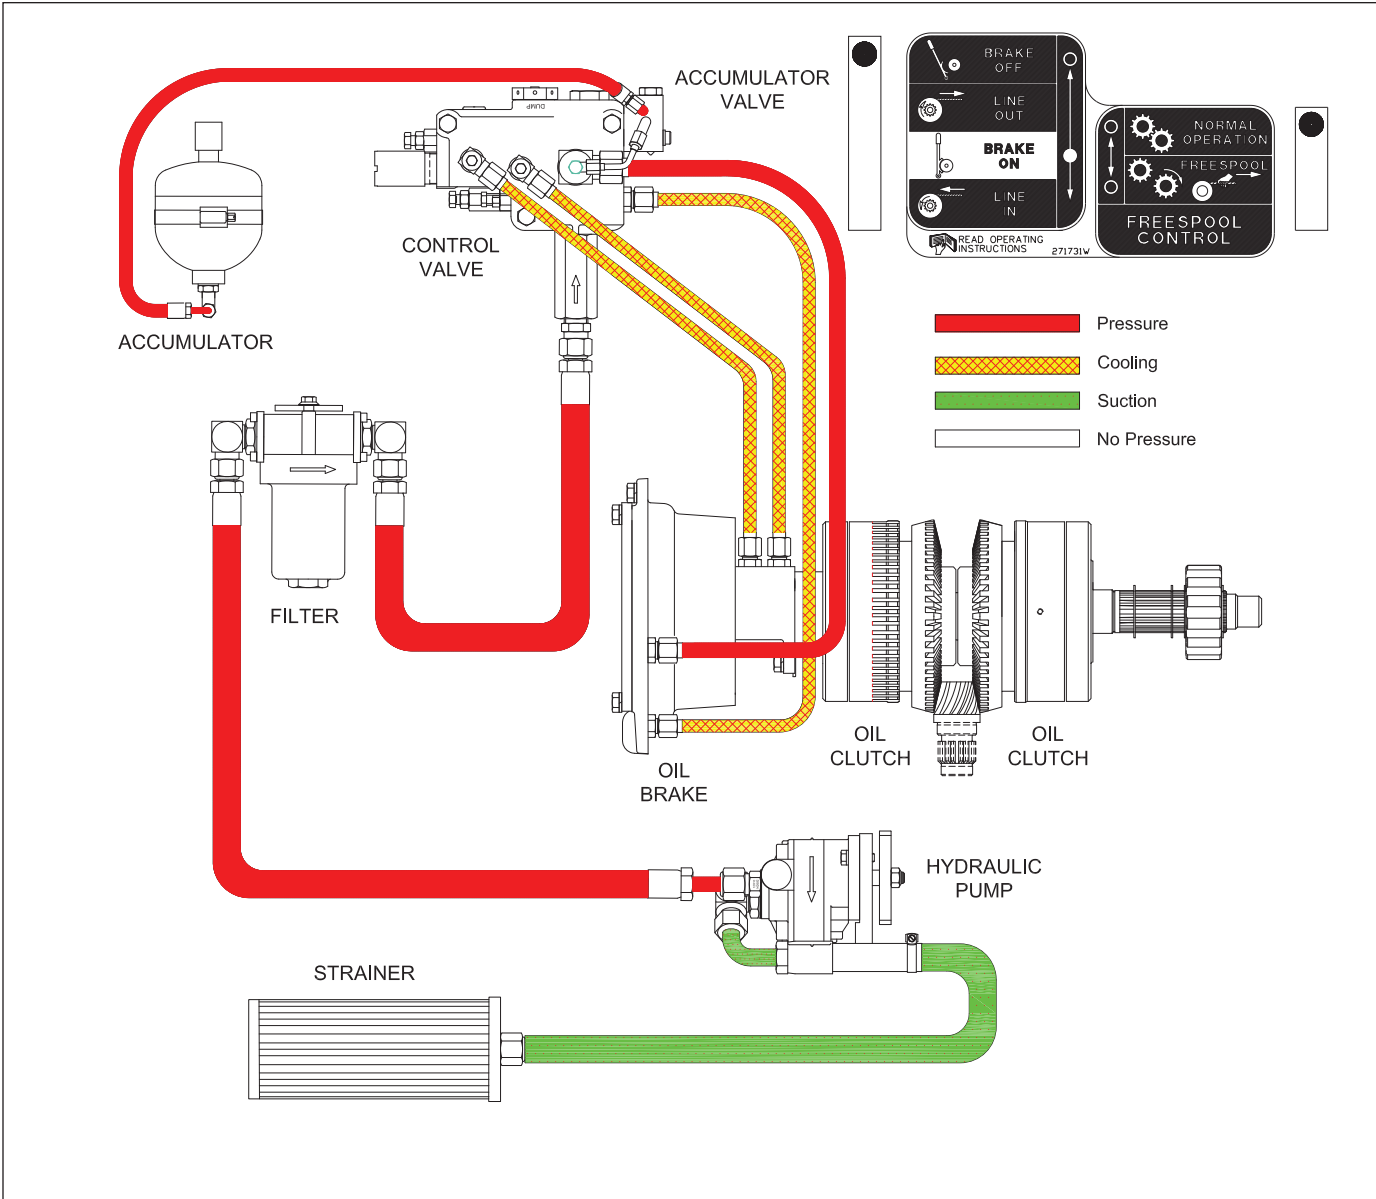 ACCUMULATOR
VALVE
DUMP
CONTROL
VALVE
ACCUMULATOR
BRAKE
OFF
LINE
OUT
BRAKE
ON
LINE
IN
READ OPERATING
INSTRUCTIONS
271731W
NORMAL
OPERATION
FREESPOOL
FREESPOOL
CONTROL
Pressure
Cooling
Suction
No Pressure
FILTER
OIL
BRAKE
OIL
CLUTCH
OIL
CLUTCH
HYDRAULIC
PUMP
STRAINER